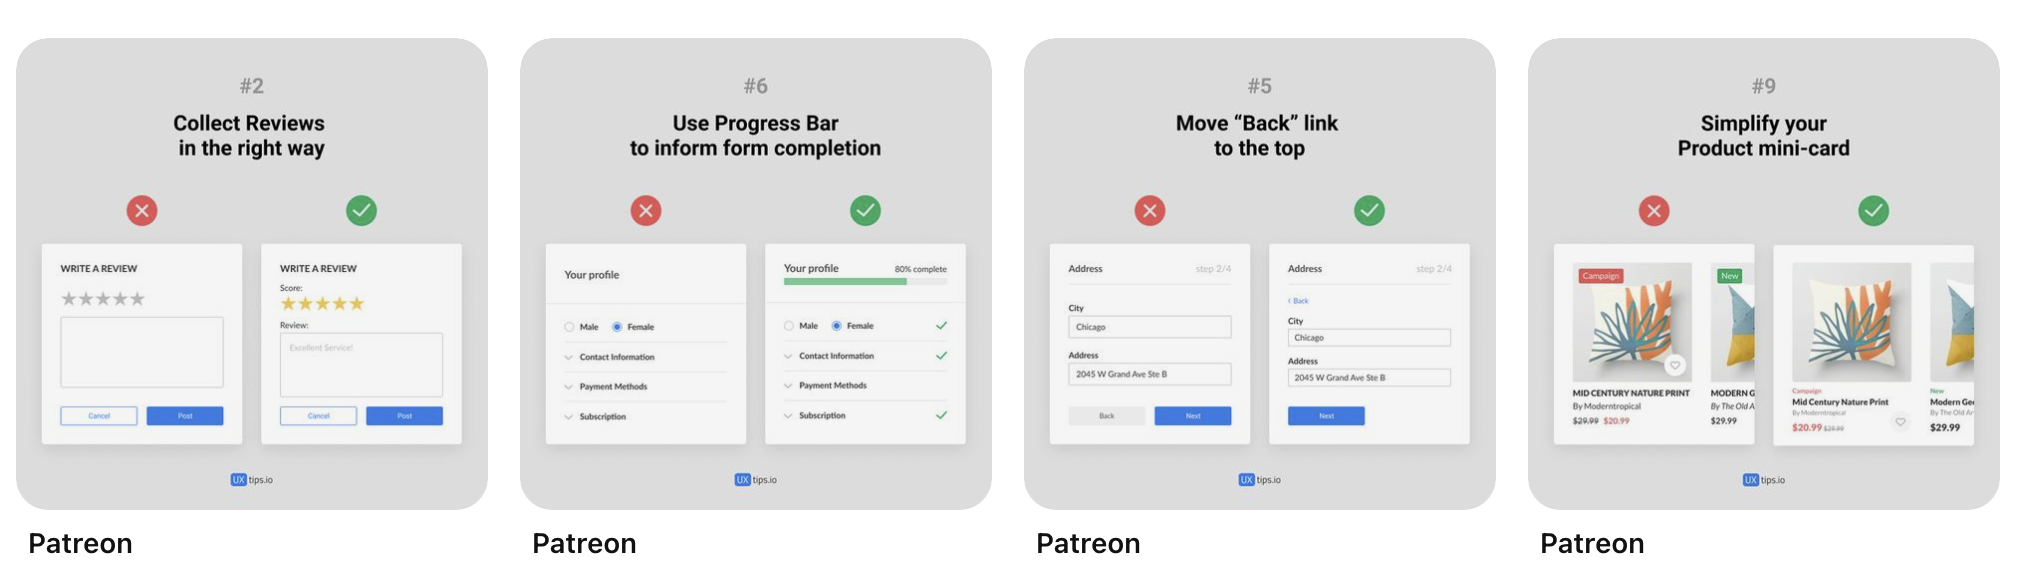 #2
Collect Reviews
in the right way
WRITE A REVIEW
Cancel
Post
WRITE A REVIEW
Score:
Review:
Excellent Service!
Cancel
Post
UX tips.io
Patreon
#6
Use Progress Bar
to inform form completion
Your profile
Male Female
Contact Information
Payment Methods
Subscription
Your profile 80% complete
Male Female
Contact Information
Payment Methods
Subscription
UX tips.io
Patreon
#5
Move “Back” link
to the top
Address step 2/4
City
Chicago
Address
2045 W Grand Ave Ste B
Back
Next
Address step 2/4
‹ Back
City
Chicago
Address
2045 W Grand Ave Ste B
Next
UX tips.io
Patreon
#9
Simplify your
Product mini-card
Campaign
New
MID CENTURY NATURE PRINT
By Moderntropical
$29.99 $20.99
MODERN G
By The Old A
$29.99
Campaign
Mid Century Nature Print
By Moderntropical
$20.99 $29.99
New
Modern Geo
By The Old Ar
$29.99
UX tips.io
Patreon